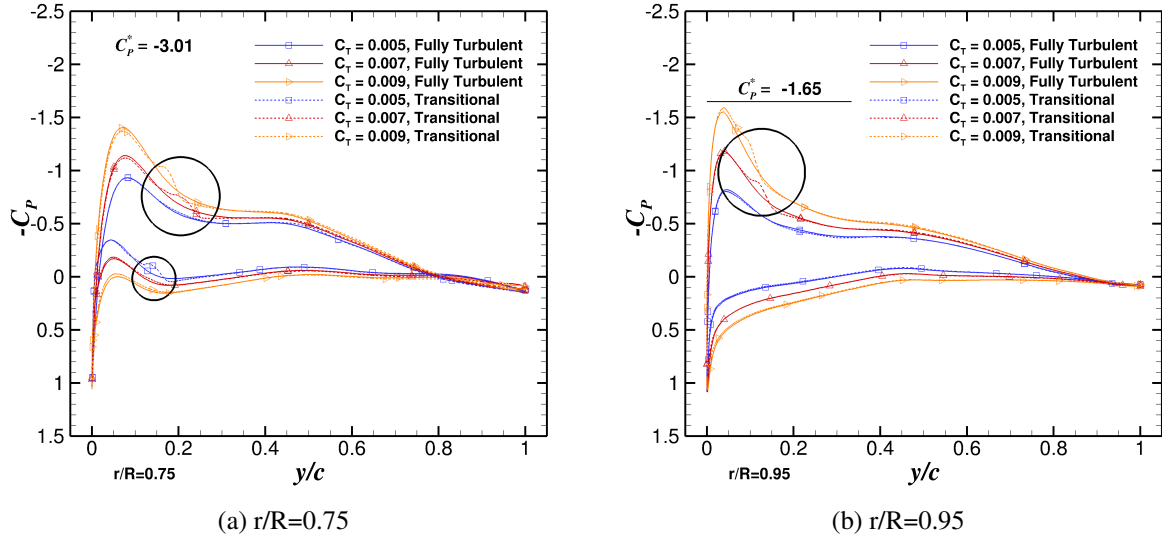 -2.5
-2
-1.5
-1
-0.5
0
0.5
1
1.5
-C_P
C_P^* = -3.01
C_T = 0.005, Fully Turbulent
C_T = 0.007, Fully Turbulent
C_T = 0.009, Fully Turbulent
C_T = 0.005, Transitional
C_T = 0.007, Transitional
C_T = 0.009, Transitional
0 0.2 0.4 0.6 0.8 1
r/R=0.75
y/c
(a) r/R=0.75
-2.5
-2
-1.5
-1
-0.5
0
0.5
1
1.5
-C_P
C_T = 0.005, Fully Turbulent
C_T = 0.007, Fully Turbulent
C_T = 0.009, Fully Turbulent
C_T = 0.005, Transitional
C_T = 0.007, Transitional
C_T = 0.009, Transitional
C_P^* = -1.65
0 0.2 0.4 0.6 0.8 1
r/R=0.95
y/c
(b) r/R=0.95